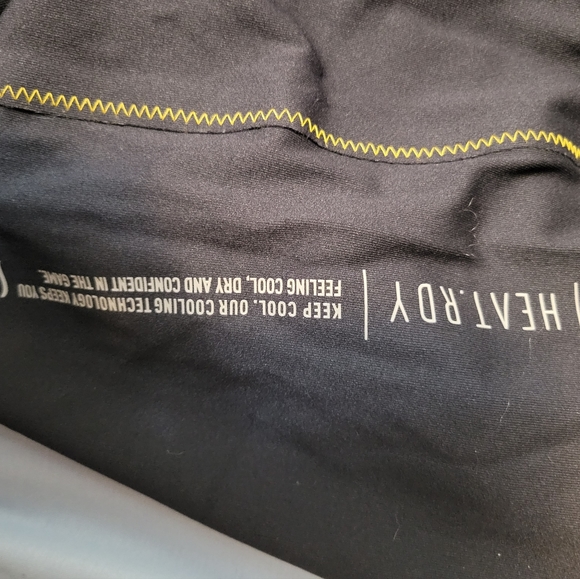 HEAT.RDY
KEEP COOL. OUR COOLING TECHNOLOGY KEEPS YOU
FEELING COOL, DRY AND CONFIDENT IN THE GAME.